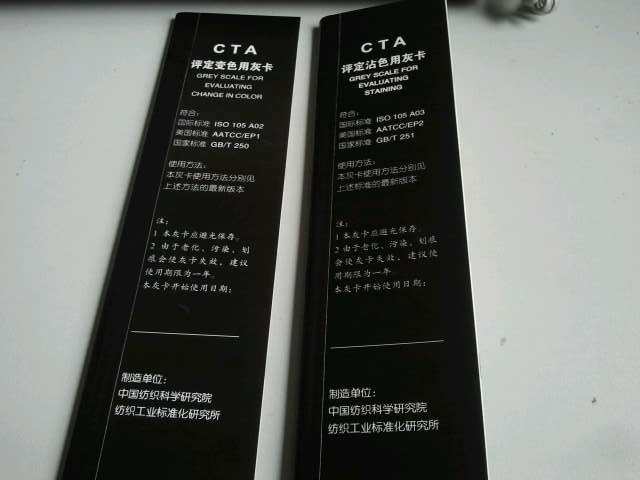 CTA
评定变色用灰卡
GREY SCALE FOR
EVALUATING
CHANGE IN COLOR
符合：
国际标准 ISO 105 A02
美国标准 AATCC/EP1
国家标准 GB/T 250
使用方法：
本灰卡使用方法分别见
上述方法的最新版本
注：
1 本灰卡应避光保存。
2 由于老化、污染、划
痕会使灰卡失效，建议
使用期限为一年。
本灰卡开始使用日期：
制造单位：
中国纺织科学研究院
纺织工业标准化研究所
CTA
评定沾色用灰卡
GREY SCALE FOR
EVALUATING
STAINING
符合：
国际标准 ISO 105 A03
美国标准 AATCC/EP2
国家标准 GB/T 251
使用方法：
本灰卡使用方法分别见
上述标准的最新版本
注：
1 本灰卡应避光保存。
2 由于老化、污染、划痕
会使灰卡失效，建议使
用期限为一年。
本灰卡开始使用日期：
制造单位：
中国纺织科学研究院
纺织工业标准化研究所